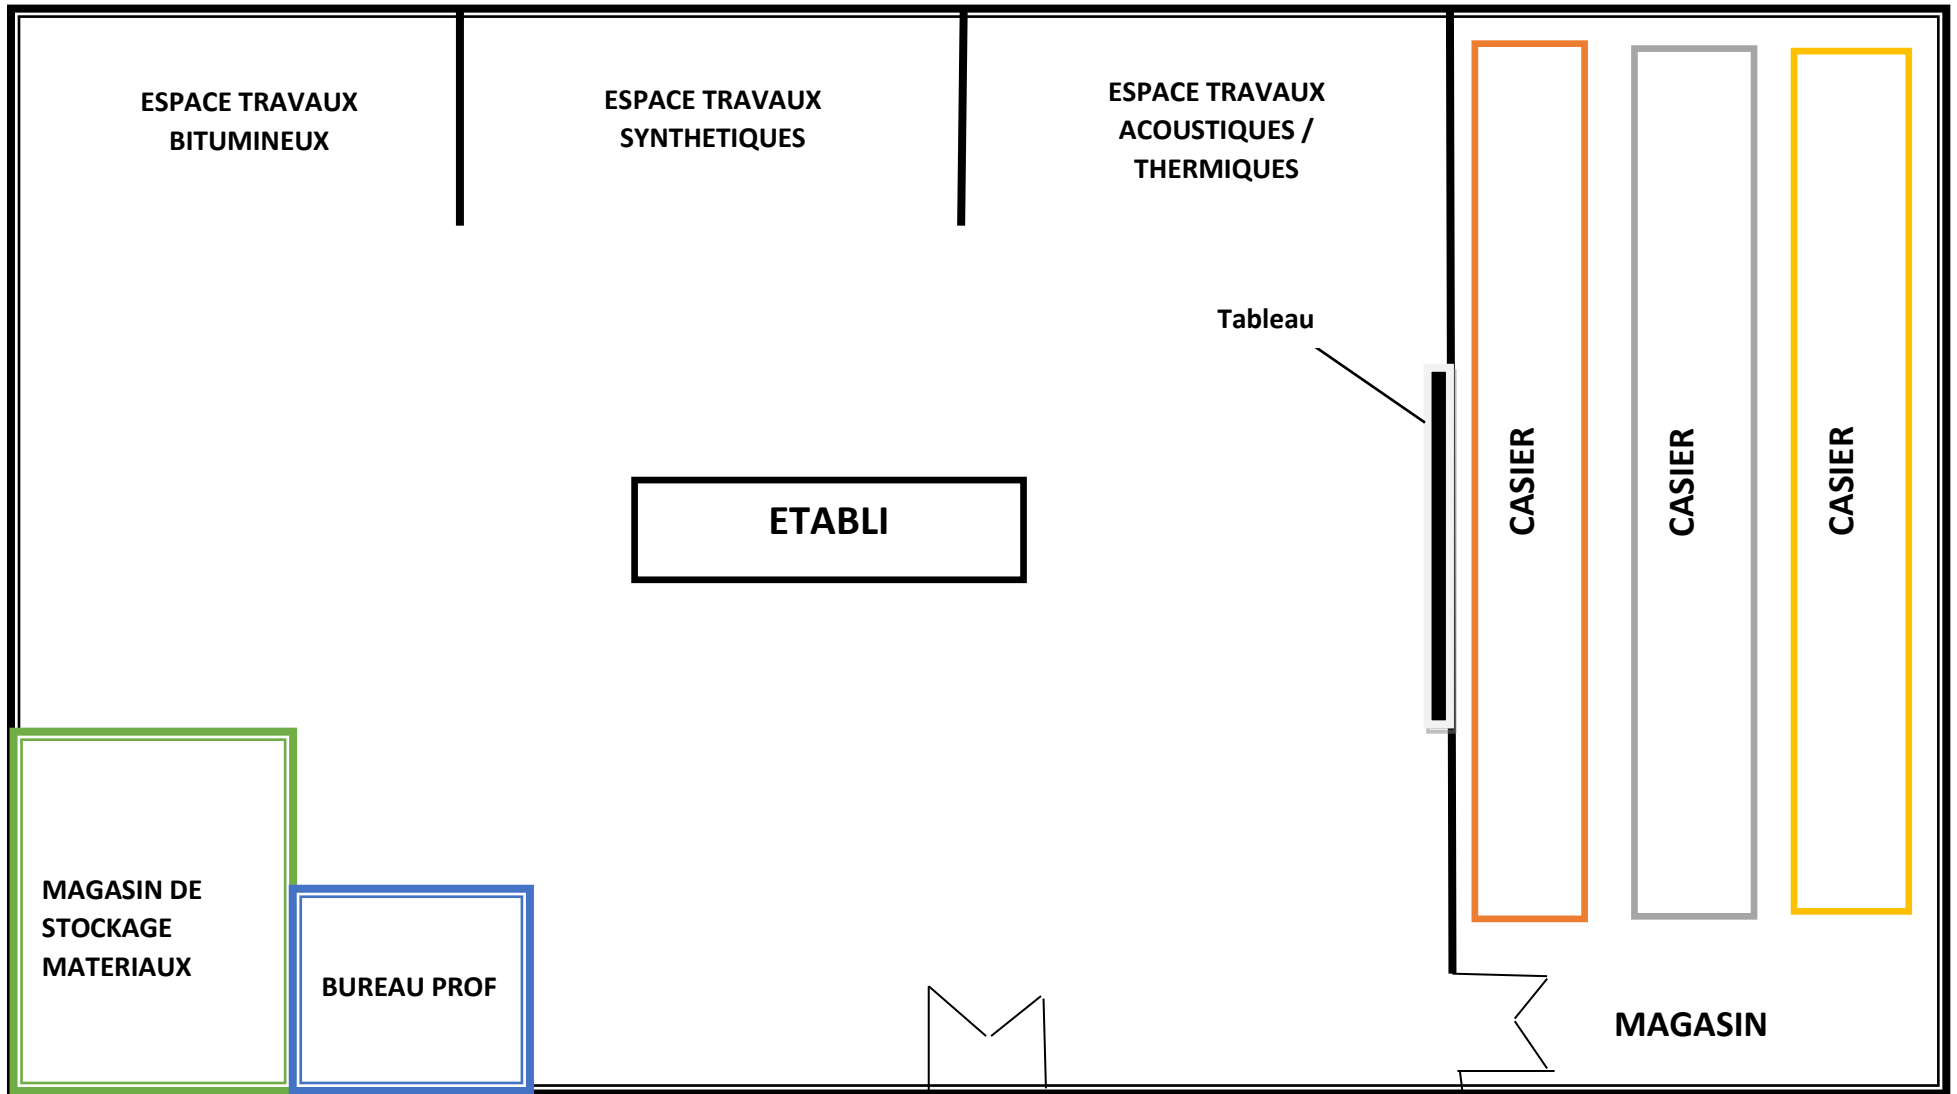 ESPACE TRAVAUX
BITUMINEUX
ESPACE TRAVAUX
SYNTHETIQUES
ESPACE TRAVAUX
ACOUSTIQUES /
THERMIQUES
Tableau
ETABLI
CASIER
CASIER
CASIER
MAGASIN DE
STOCKAGE
MATERIAUX
BUREAU PROF
MAGASIN